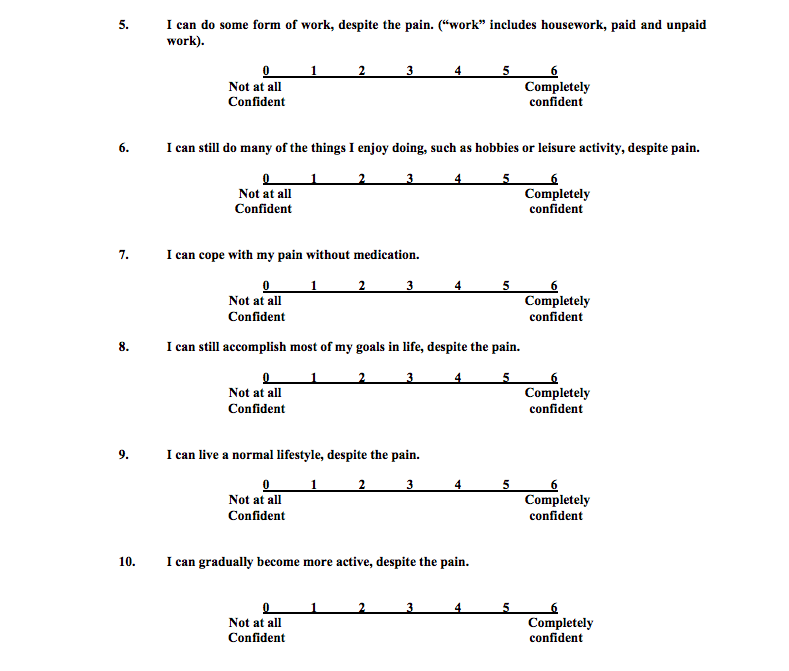 5. I can do some form of work, despite the pain. (“work” includes housework, paid and unpaid
work).
0 1 2 3 4 5 6
Not at all Completely
Confident confident
6. I can still do many of the things I enjoy doing, such as hobbies or leisure activity, despite pain.
0 1 2 3 4 5 6
Not at all Completely
Confident confident
7. I can cope with my pain without medication.
0 1 2 3 4 5 6
Not at all Completely
Confident confident
8. I can still accomplish most of my goals in life, despite the pain.
0 1 2 3 4 5 6
Not at all Completely
Confident confident
9. I can live a normal lifestyle, despite the pain.
0 1 2 3 4 5 6
Not at all Completely
Confident confident
10. I can gradually become more active, despite the pain.
0 1 2 3 4 5 6
Not at all Completely
Confident confident